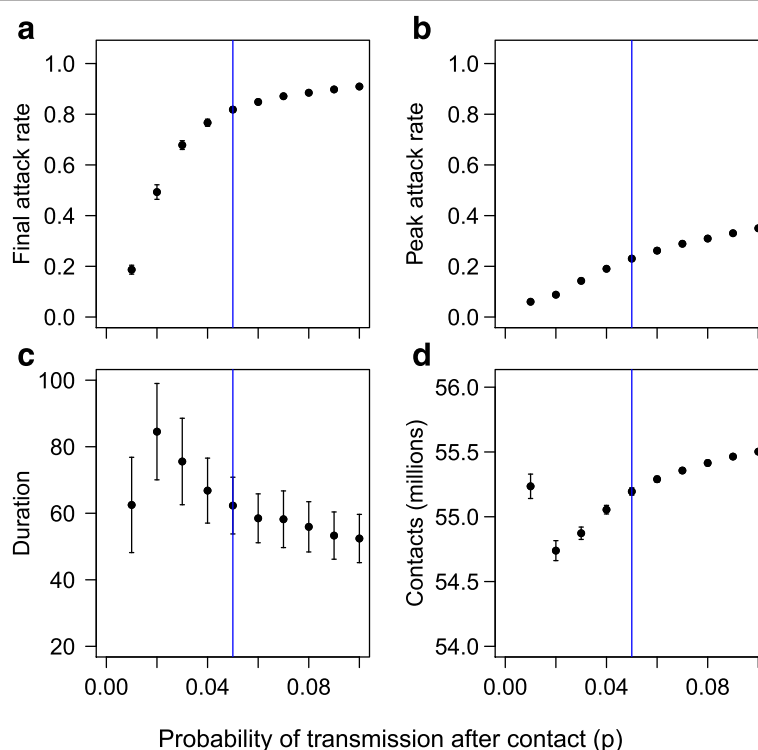 a
Final attack rate
1.0
0.8
0.6
0.4
0.2
0.0
b
Peak attack rate
1.0
0.8
0.6
0.4
0.2
0.0
c
Duration
100
80
60
40
20
0.00 0.04 0.08
d
Contacts (millions)
56.0
55.5
55.0
54.5
54.0
0.00 0.04 0.08
Probability of transmission after contact (p)